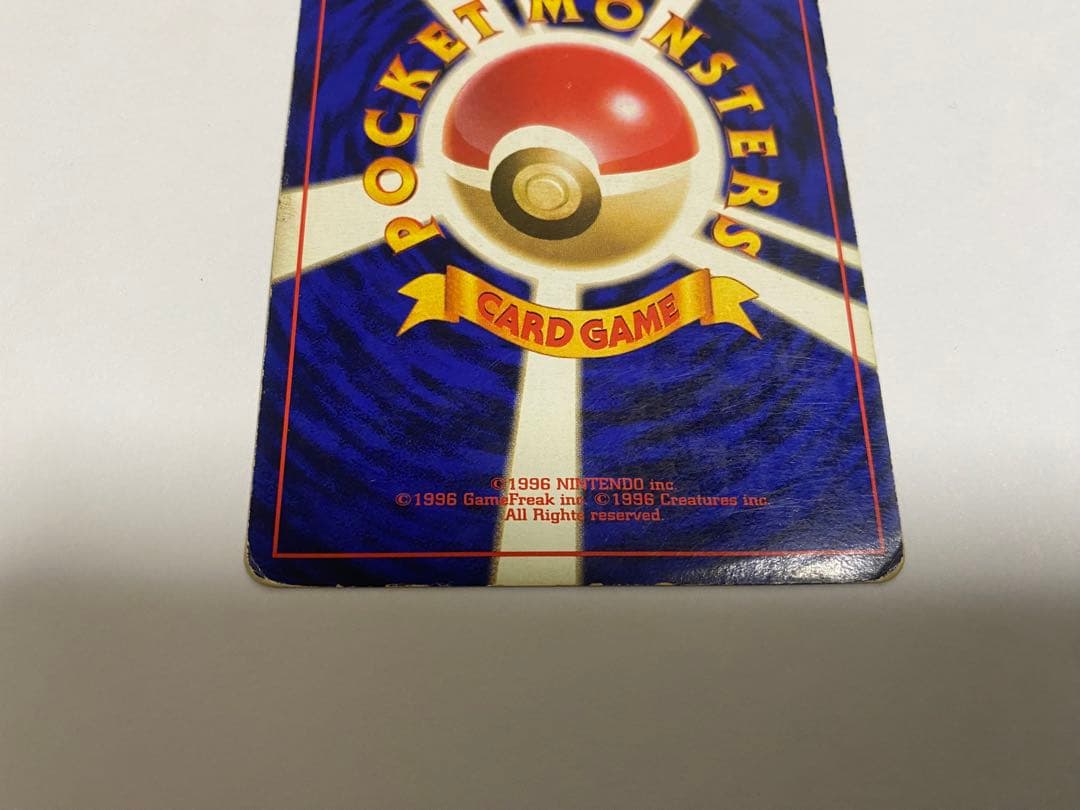 POCKET MONSTERS
CARD GAME
©1996 NINTENDO inc.
©1996 GameFreak inc. ©1996 Creatures inc.
All Rights reserved.